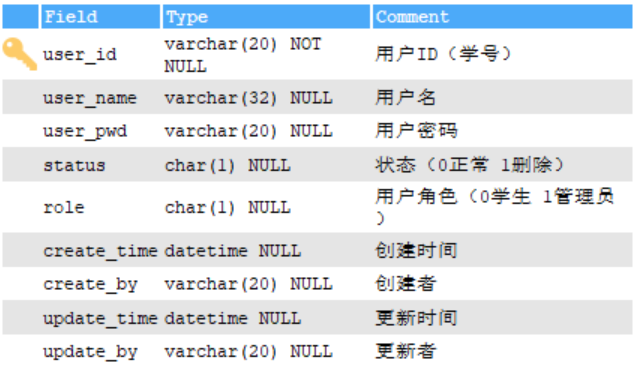 Field Type Comment
user_id varchar(20) NOT NULL 用户ID（学号）
user_name varchar(32) NULL 用户名
user_pwd varchar(20) NULL 用户密码
status char(1) NULL 状态（0正常 1删除）
role char(1) NULL 用户角色（0学生 1管理员）
create_time datetime NULL 创建时间
create_by varchar(20) NULL 创建者
update_time datetime NULL 更新时间
update_by varchar(20) NULL 更新者